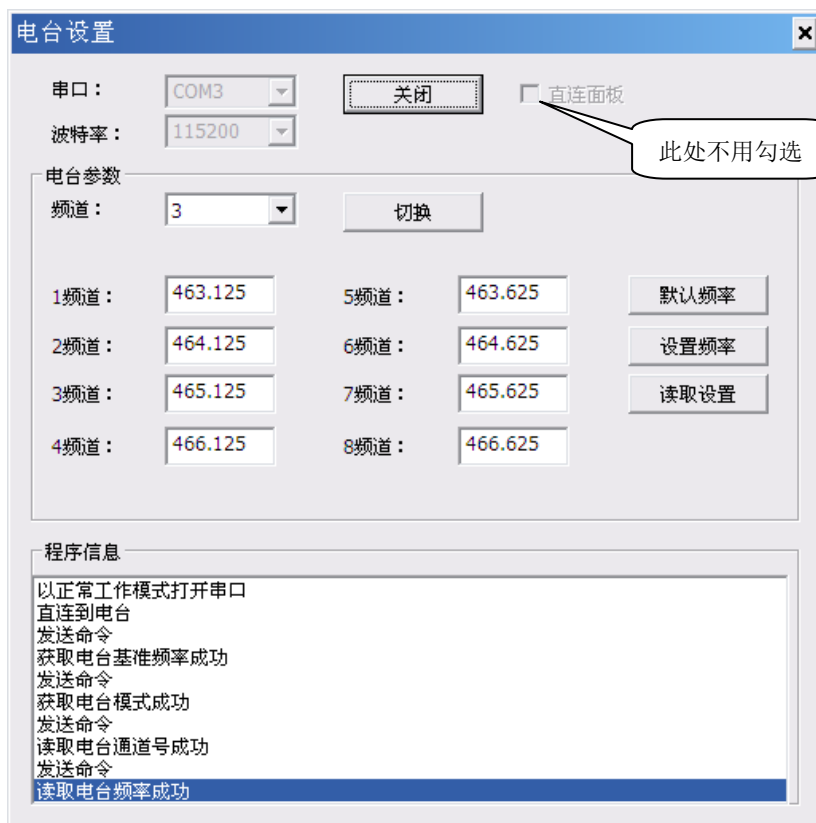 电台设置
串口：
COM3
关闭
直连面板
波特率：
115200
此处不用勾选
电台参数
频道：
3
切换
1频道：
463.125
5频道：
463.625
默认频率
2频道：
464.125
6频道：
464.625
设置频率
3频道：
465.125
7频道：
465.625
读取设置
4频道：
466.125
8频道：
466.625
程序信息
以正常工作模式打开串口
直连到电台
发送命令
获取电台基准频率成功
发送命令
获取电台模式成功
发送命令
读取电台通道号成功
发送命令
读取电台频率成功